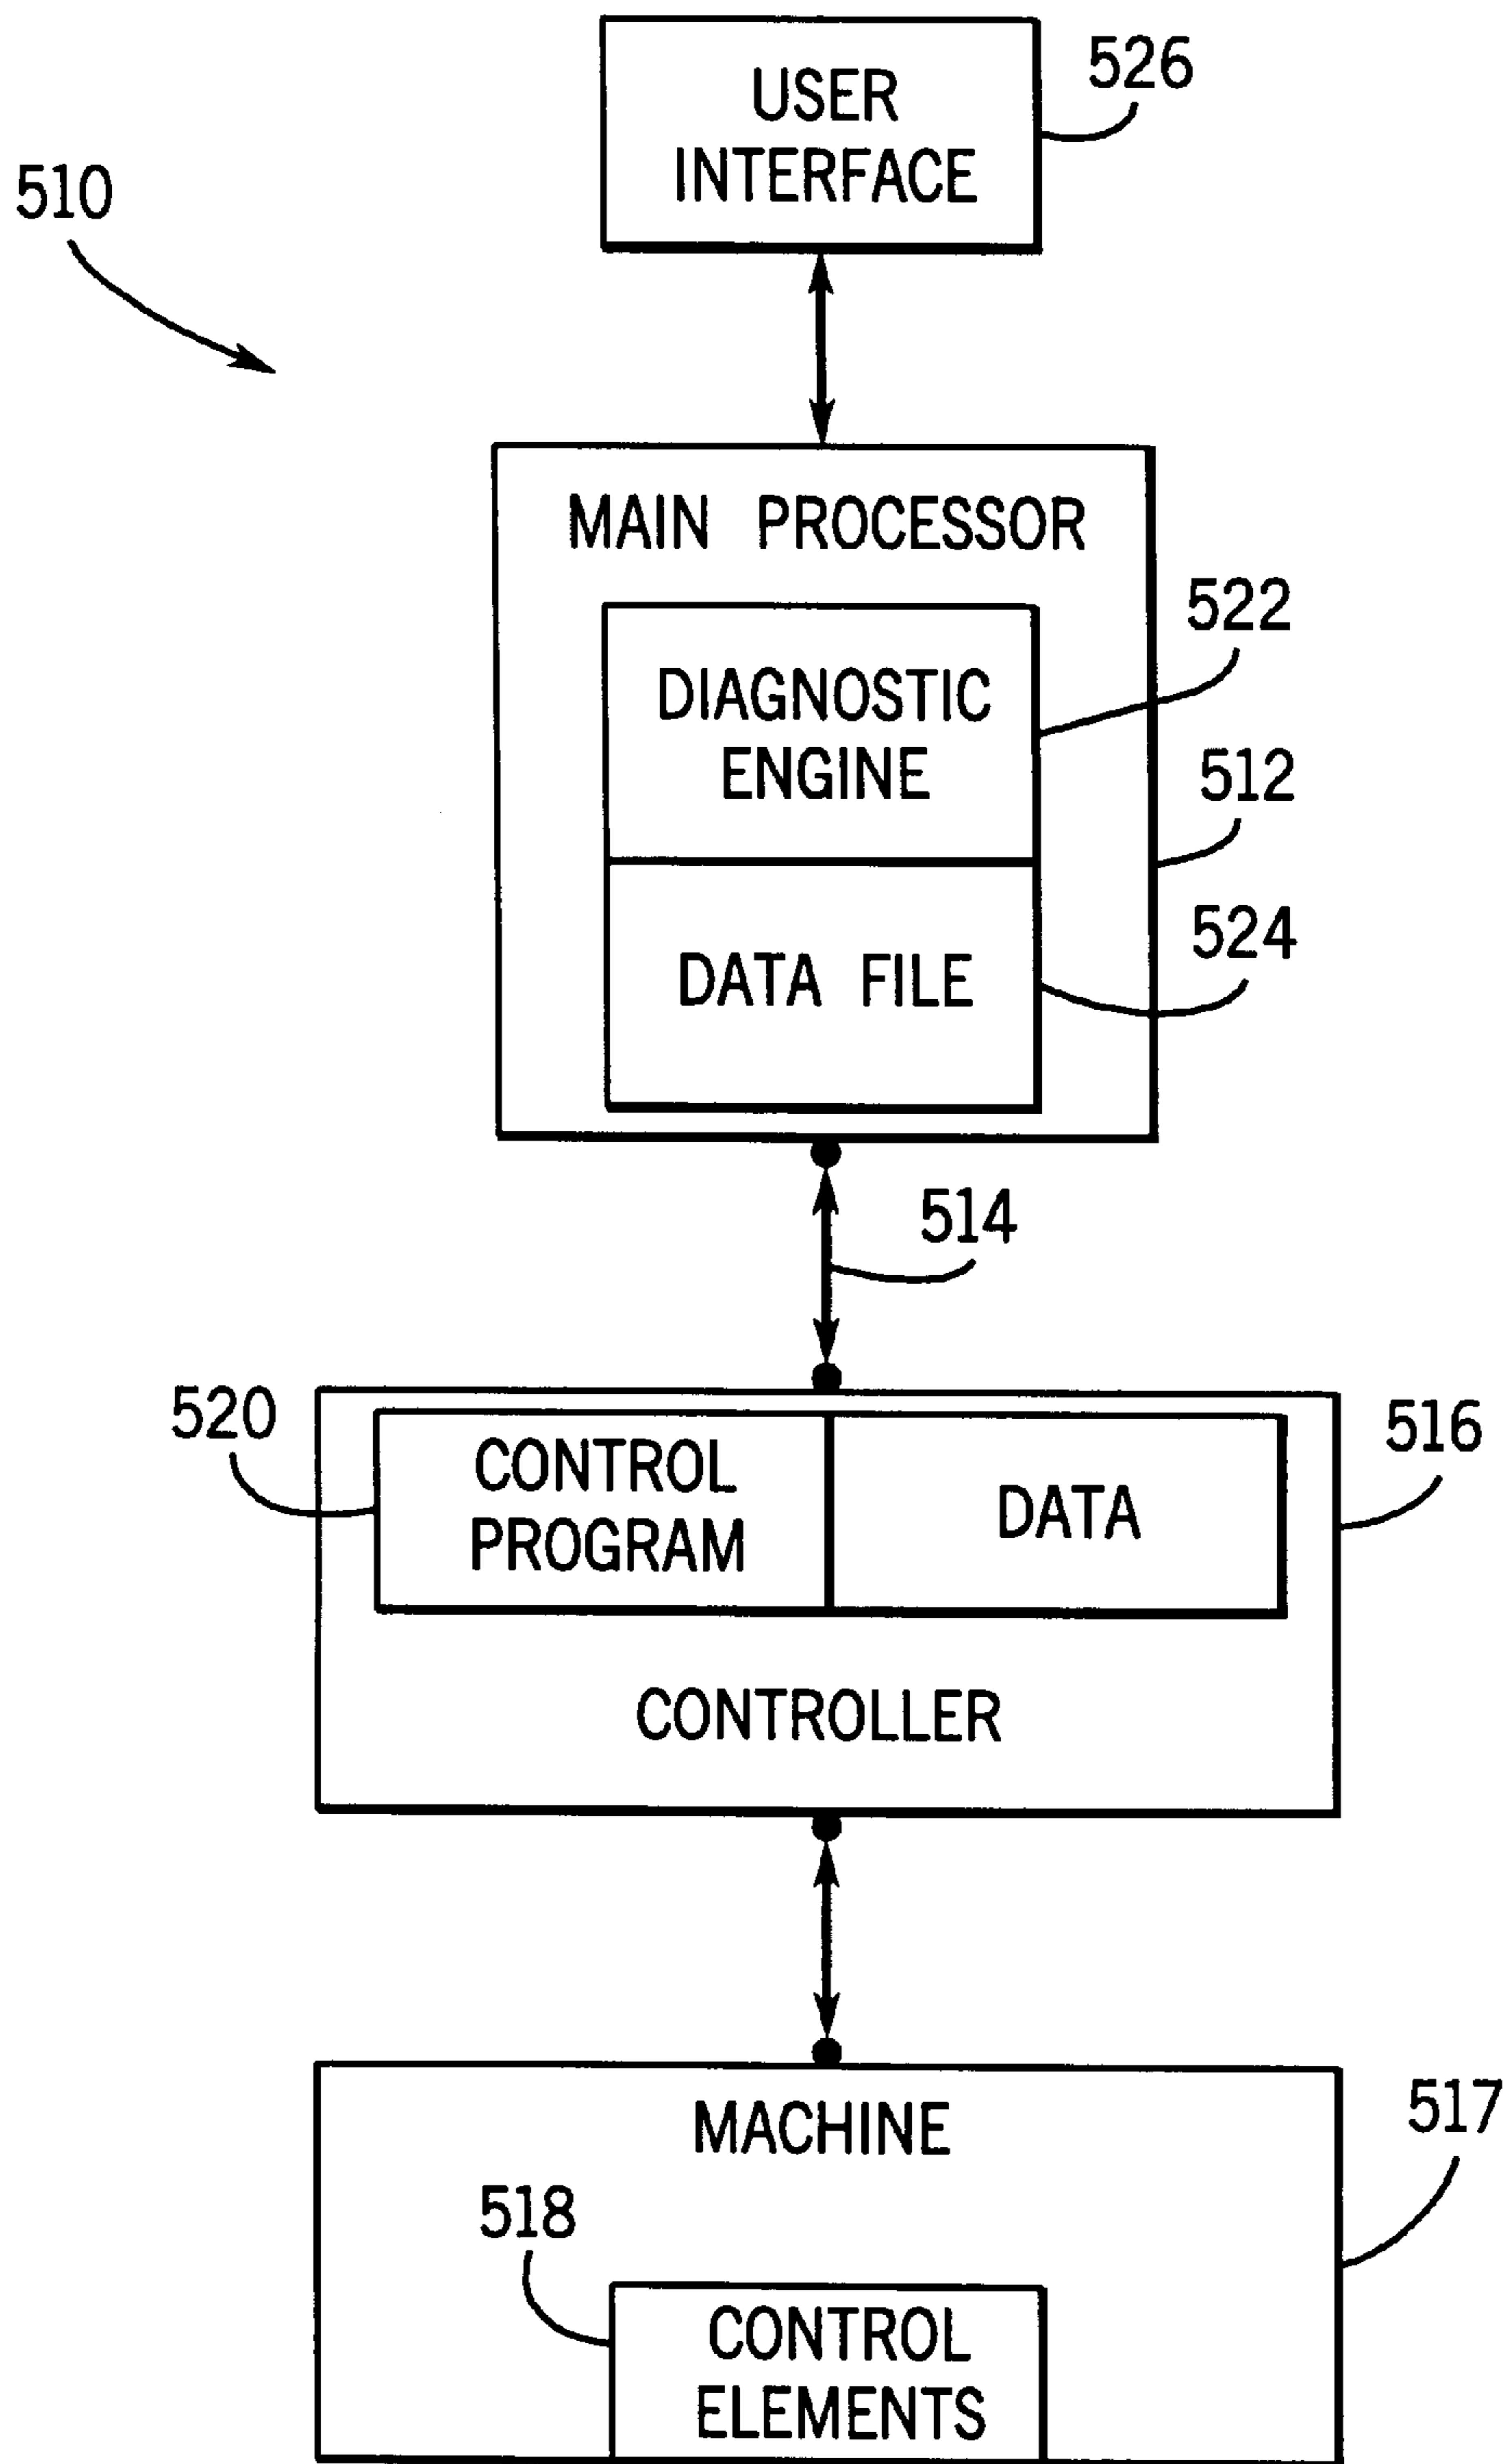 USER
INTERFACE
526
510
MAIN PROCESSOR
522
DIAGNOSTIC
ENGINE
512
524
DATA FILE
514
520
CONTROL
PROGRAM
DATA
516
CONTROLLER
MACHINE
517
518
CONTROL
ELEMENTS